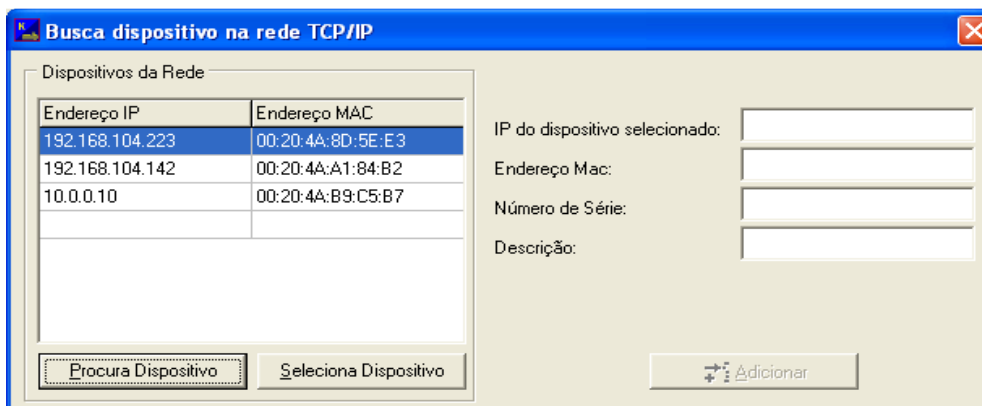 Busca dispositivo na rede TCP/IP
Dispositivos da Rede
Endereço IP Endereço MAC
192.168.104.223 00:20:4A:8D:5E:E3
192.168.104.142 00:20:4A:A1:84:B2
10.0.0.10 00:20:4A:B9:C5:B7
Procura Dispositivo Seleciona Dispositivo
IP do dispositivo selecionado:
Endereço Mac:
Número de Série:
Descrição:
Adicionar